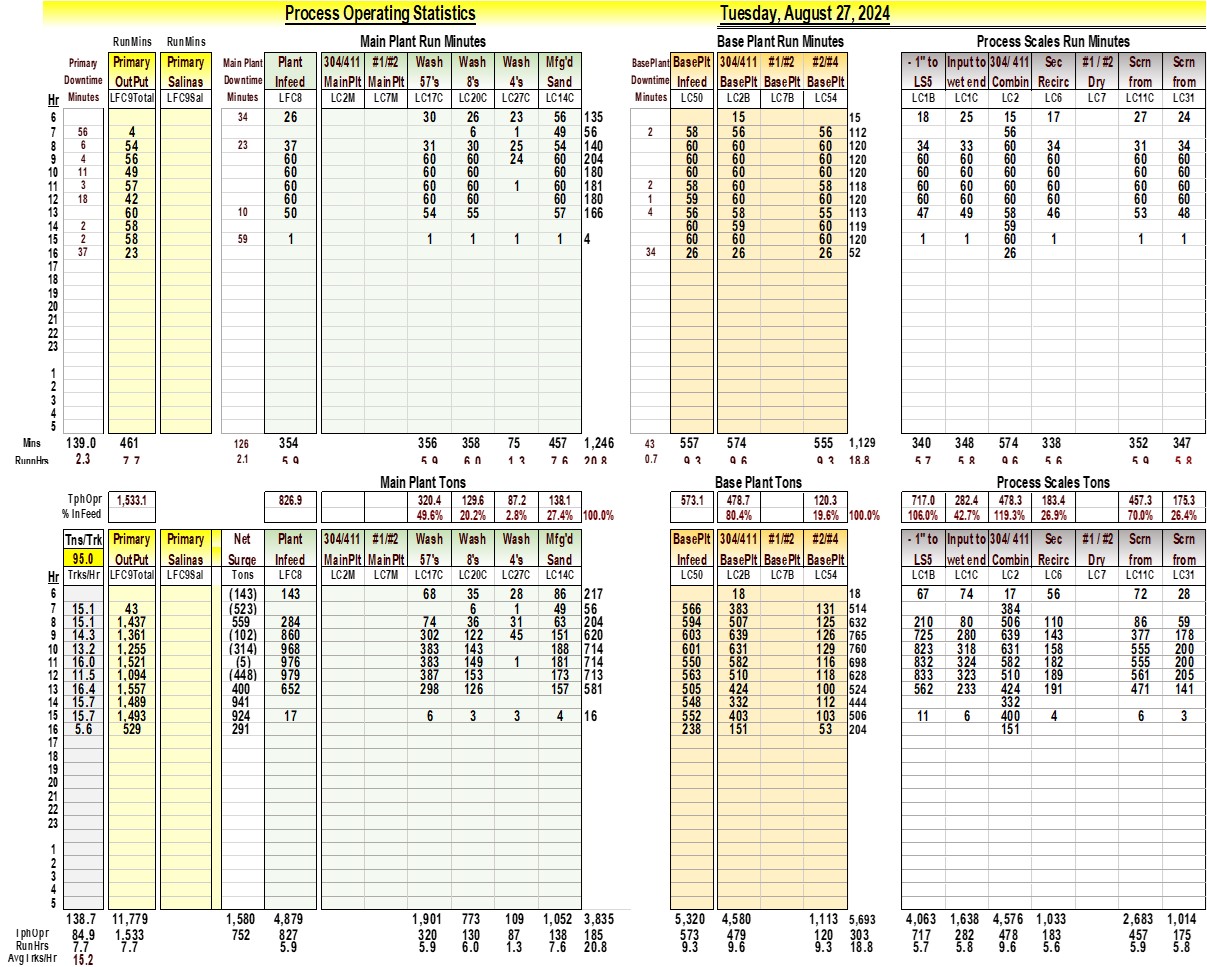 Process Operating Statistics Tuesday, August 27, 2024
RunMins RunMins Main Plant Run Minutes Base Plant Run Minutes Process Scales Run Minutes
Primary Primary Primary Main Plant Plant 304/411 #1/#2 Wash Wash Wash Mfg'd BasePlant BasePlt 304/411 #1/#2 #2/#4 - 1" to Input to 304/ 411 Sec #1 / #2 Scrn Scrn
Downtime OutPut Salinas Downtime Infeed MainPlt MainPlt 57's 8's 4's Sand Downtime Infeed BasePlt BasePlt BasePlt LS5 wet end Combin Recirc Dry from from
Hr Minutes LFC9Total LFC9Sal Minutes LFC8 LC2M LC7M LC17C LC20C LC27C LC14C Minutes LC50 LC2B LC7B LC54 LC1B LC1C LC2 LC6 LC7 LC11C LC31
6 34 26 30 26 23 56 135 15 15 18 25 15 17 27 24
7 56 4 6 1 49 56 2 58 56 56 112 56
8 6 54 23 37 31 30 25 54 140 60 60 60 120 34 33 60 34 31 34
9 4 56 60 60 60 24 60 204 60 60 60 120 60 60 60 60 60 60
10 11 49 60 60 60 60 180 60 60 60 120 60 60 60 60 60 60
11 3 57 60 60 60 1 60 181 2 58 60 58 118 60 60 60 60 60 60
12 18 42 60 60 60 60 180 1 59 60 60 120 60 60 60 60 60 60
13 60 10 50 54 55 57 166 4 56 58 55 113 47 49 58 46 53 48
14 2 58 60 59 60 119 59
15 2 58 59 1 1 1 1 1 4 60 60 60 120 1 1 60 1 1 1
16 37 23 34 26 26 26 52 26
17
18
19
20
21
22
23
1
2
3
4
5
Mins 139.0 461 126 354 356 358 75 457 1,246 43 557 574 555 1,129 340 348 574 338 352 347
RunnHrs 2.3 7.7 2.1 5.9 5.9 6.0 1.3 7.6 20.8 0.7 9.3 9.6 9.3 18.8 5.7 5.8 9.6 5.6 5.9 5.8
Main Plant Tons Base Plant Tons Process Scales Tons
TphOpr 1,533.1 826.9 320.4 129.6 87.2 138.1 573.1 478.7 120.3 717.0 282.4 478.3 183.4 457.3 175.3
% InFeed 49.6% 20.2% 2.8% 27.4% 100.0% 80.4% 19.6% 100.0% 106.0% 42.7% 119.3% 26.9% 70.0% 26.4%
Tns/Trk Primary Primary Net Plant 304/411 #1/#2 Wash Wash Wash Mfg'd BasePlt 304/411 #1/#2 #2/#4 - 1" to Input to 304/ 411 Sec #1 / #2 Scrn Scrn
95.0 OutPut Salinas Surge Infeed MainPlt MainPlt 57's 8's 4's Sand Infeed BasePlt BasePlt BasePlt LS5 wet end Combin Recirc Dry from from
Hr Trks/Hr LFC9Total LFC9Sal Tons LFC8 LC2M LC7M LC17C LC20C LC27C LC14C LC50 LC2B LC7B LC54 LC1B LC1C LC2 LC6 LC7 LC11C LC31
6 (143) 143 68 35 28 86 217 18 18 67 74 17 56 72 28
7 15.1 43 (523) 6 1 49 56 566 383 131 514 384
8 15.1 1,437 559 284 74 36 31 63 204 594 507 125 632 210 80 506 110 86 59
9 14.3 1,361 (102) 860 302 122 45 151 620 603 639 126 765 725 280 639 143 377 178
10 13.2 1,255 (314) 968 383 143 188 714 601 631 129 760 823 318 631 158 555 200
11 16.0 1,521 (5) 976 383 149 1 181 714 550 582 116 698 832 324 582 182 555 200
12 11.5 1,094 (448) 979 387 153 173 713 563 510 118 628 833 323 510 189 561 205
13 16.4 1,557 400 652 298 126 157 581 505 424 100 524 562 233 424 191 471 141
14 15.7 1,489 941 548 332 112 444 332
15 15.7 1,493 924 17 6 3 3 4 16 552 403 103 506 11 6 400 4 6 3
16 5.6 529 291 238 151 53 204 151
17
18
19
20
21
22
23
1
2
3
4
5
138.7 11,779 1,580 4,879 1,901 773 109 1,052 3,835 5,320 4,580 1,113 5,693 4,063 1,638 4,576 1,033 2,683 1,014
TphOpr 84.9 1,533 752 827 320 130 87 138 185 573 479 120 303 717 282 478 183 457 175
RunHrs 7.7 7.7 5.9 5.9 6.0 1.3 7.6 20.8 9.3 9.6 9.3 18.8 5.7 5.8 9.6 5.6 5.9 5.8
AvgTrks/Hr 15.2